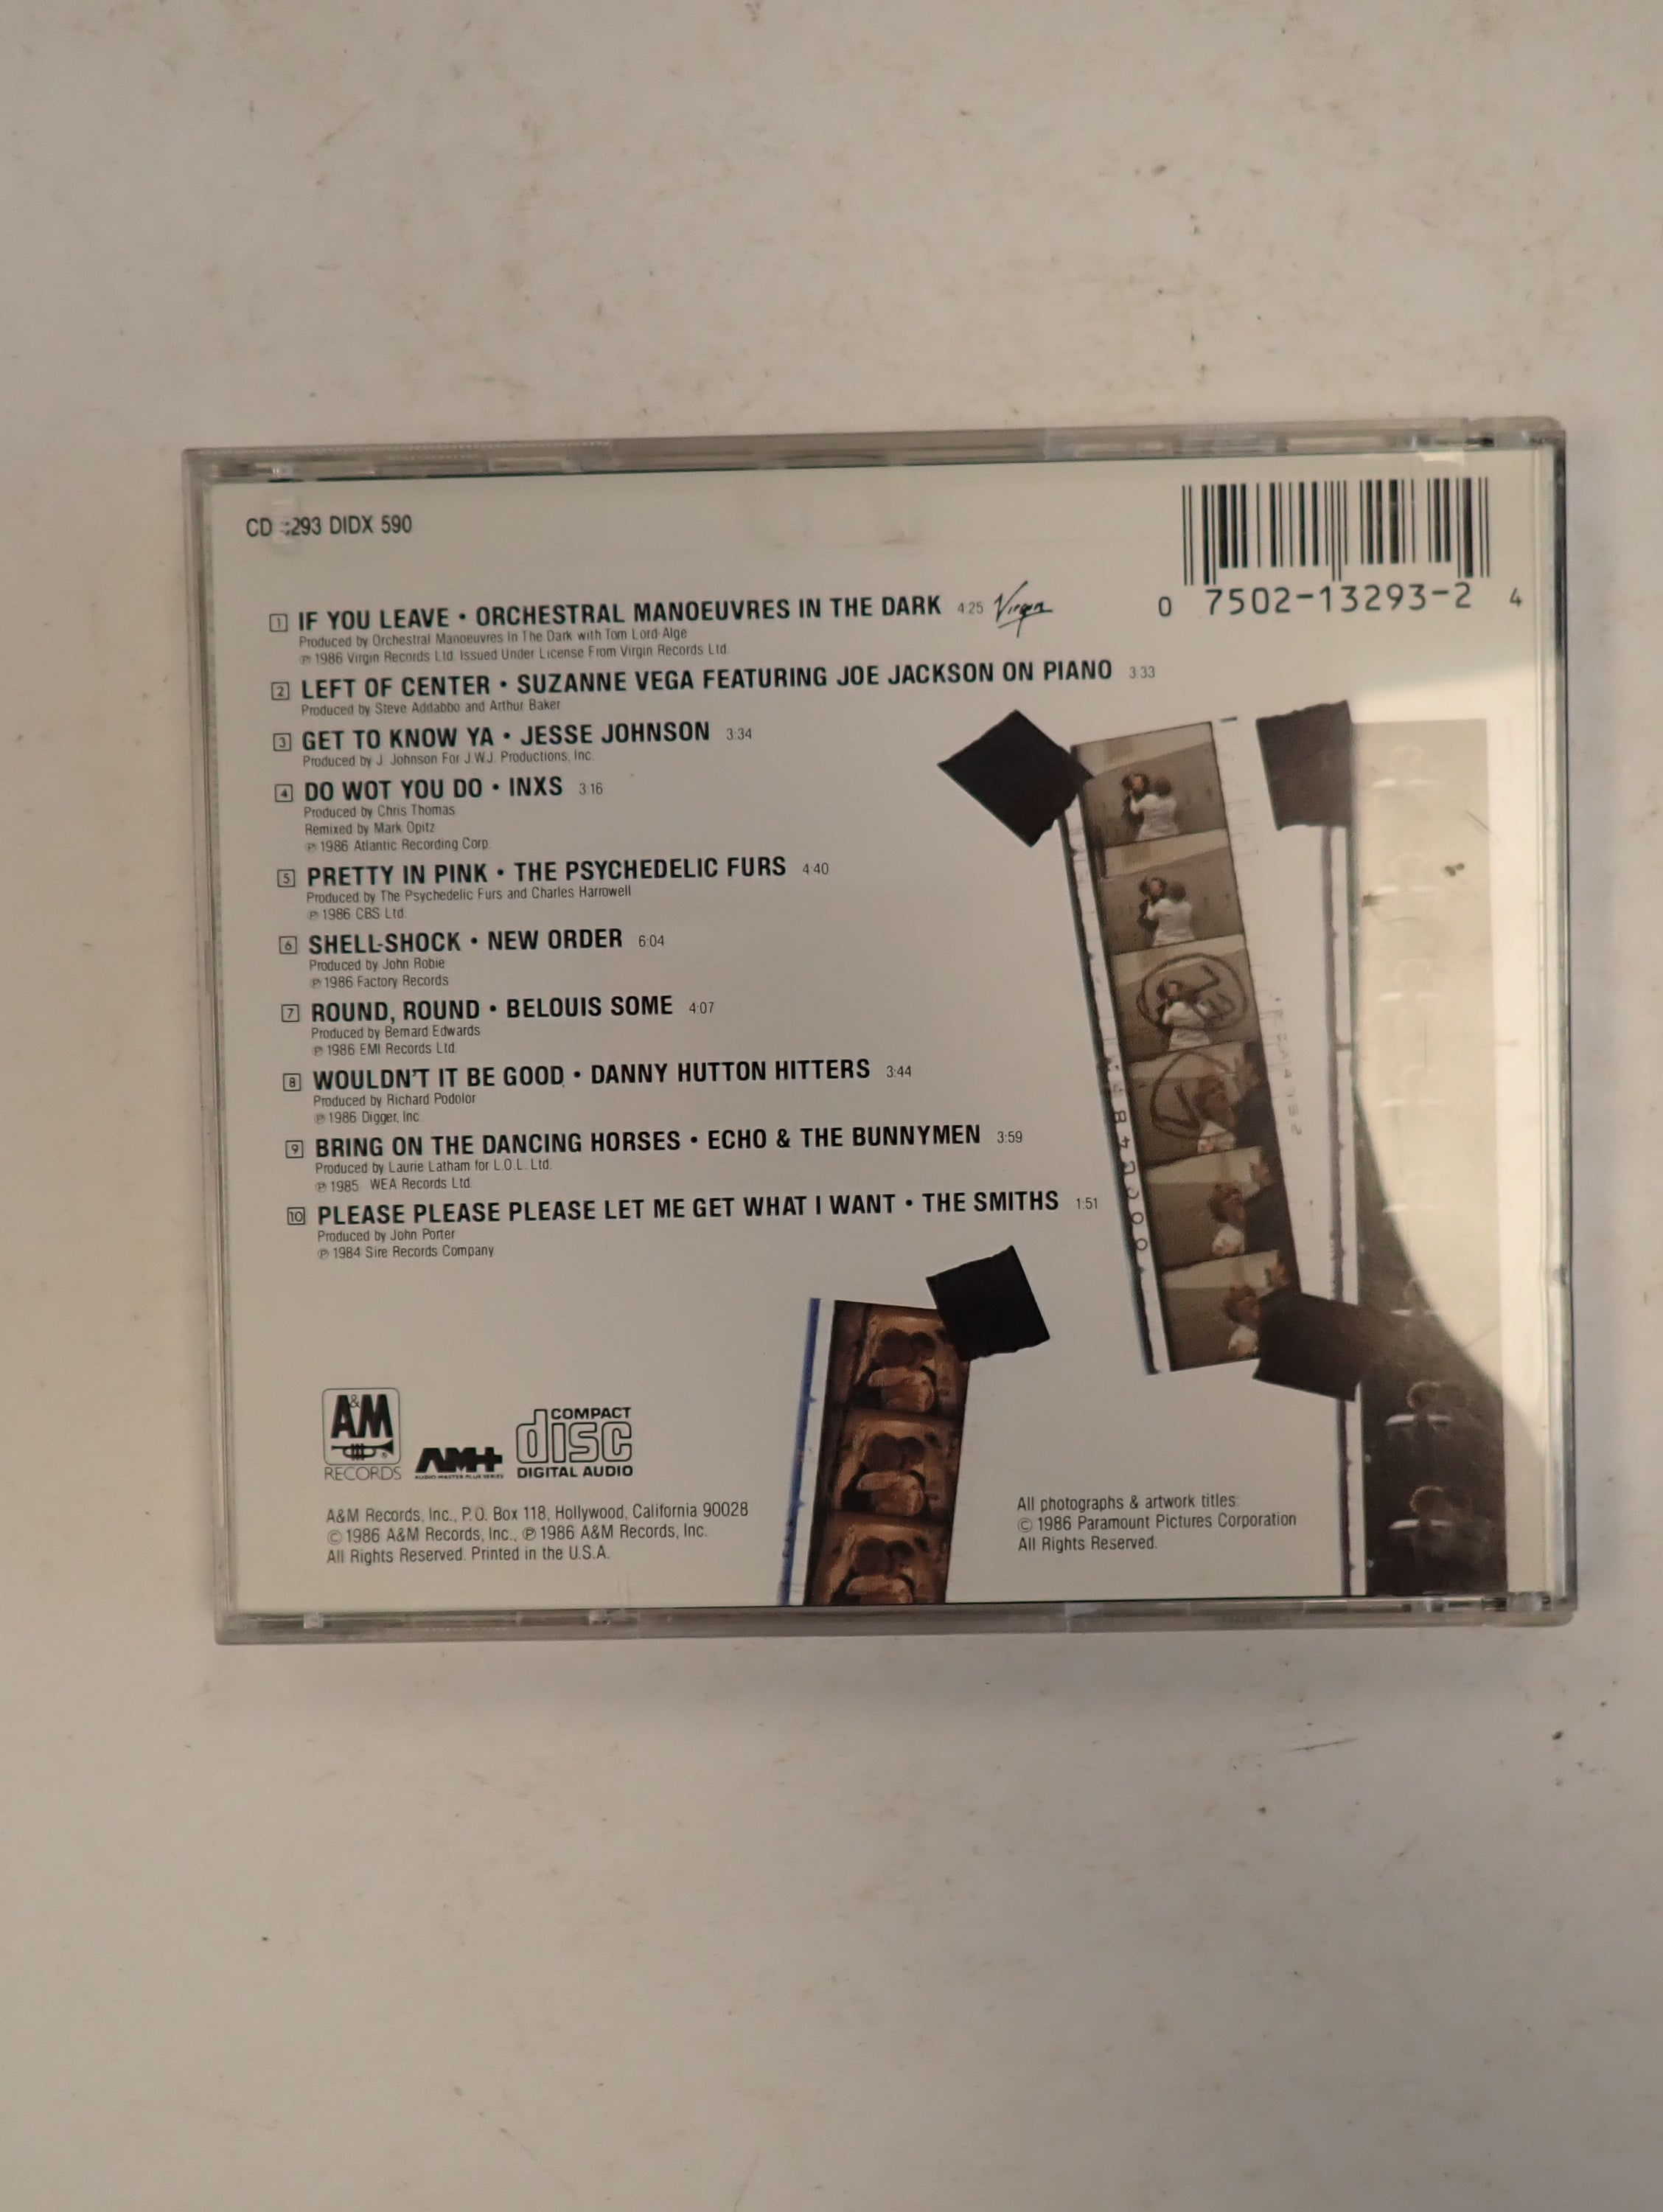 CD 3293 DIDX 590
0 7502-13293-2 4
1 IF YOU LEAVE • ORCHESTRAL MANOEUVRES IN THE DARK 4:25 Virgin
Produced by Orchestral Manoeuvres In The Dark with Tom Lord-Alge
℗ 1986 Virgin Records Ltd. Issued Under License From Virgin Records Ltd.
2 LEFT OF CENTER • SUZANNE VEGA FEATURING JOE JACKSON ON PIANO 3:33
Produced by Steve Addabbo and Arthur Baker
3 GET TO KNOW YA • JESSE JOHNSON 3:34
Produced by J. Johnson For J.W.J. Productions, Inc.
4 DO WOT YOU DO • INXS 3:16
Produced by Chris Thomas
Remixed by Mark Opitz
℗ 1986 Atlantic Recording Corp.
5 PRETTY IN PINK • THE PSYCHEDELIC FURS 4:40
Produced by The Psychedelic Furs and Charles Harrowell
℗ 1986 CBS Ltd.
6 SHELL-SHOCK • NEW ORDER 6:04
Produced by John Robie
℗ 1986 Factory Records
7 ROUND, ROUND • BELOUIS SOME 4:07
Produced by Bernard Edwards
℗ 1986 EMI Records Ltd.
8 WOULDN'T IT BE GOOD • DANNY HUTTON HITTERS 3:44
Produced by Richard Podolor
℗ 1986 Digger, Inc.
9 BRING ON THE DANCING HORSES • ECHO & THE BUNNYMEN 3:59
Produced by Laurie Latham for L.O.L. Ltd.
℗ 1985 WEA Records Ltd.
10 PLEASE PLEASE PLEASE LET ME GET WHAT I WANT • THE SMITHS 1:51
Produced by John Porter
℗ 1984 Sire Records Company
A&M
RECORDS
AM+
AUDIO MASTER PLUS SERIES
COMPACT
disc
DIGITAL AUDIO
A&M Records, Inc., P.O. Box 118, Hollywood, California 90028
© 1986 A&M Records, Inc., ℗ 1986 A&M Records, Inc.
All Rights Reserved. Printed in the U.S.A.
All photographs & artwork titles:
© 1986 Paramount Pictures Corporation
All Rights Reserved.